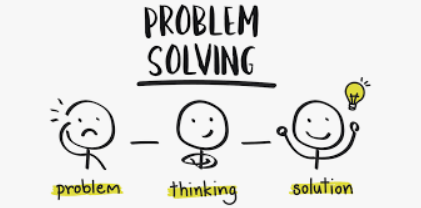 PROBLEM
SOLVING
problem
thinking
solution